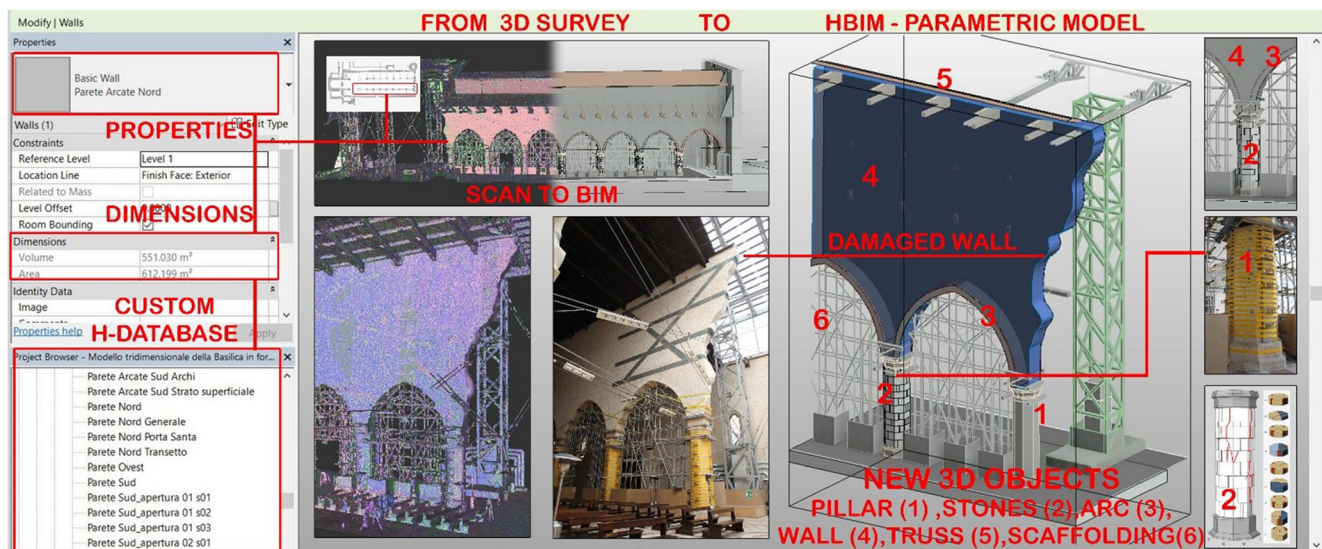 Modify | Walls
FROM 3D SURVEY TO HBIM - PARAMETRIC MODEL
Properties
Basic Wall
Parete Arcate Nord
Walls (1)
Edit Type
PROPERTIES
Constraints
Reference Level Level 1
Location Line Finish Face: Exterior
Related to Mass
Level Offset
DIMENSIONS
Room Bounding
Dimensions
Volume 551.030 m³
Area 612.199 m²
Identity Data
Image
CUSTOM
H-DATABASE
Properties help
Apply
Project Browser - Modello tridimensionale della Basilica in for...
Parete Arcate Sud Archi
Parete Arcate Sud Strato superficiale
Parete Nord
Parete Nord Generale
Parete Nord Porta Santa
Parete Nord Transetto
Parete Ovest
Parete Sud
Parete Sud_apertura 01 s01
Parete Sud_apertura 01 s02
Parete Sud_apertura 01 s03
Parete Sud_apertura 02 s01
SCAN TO BIM
DAMAGED WALL
5
4
6
3
2
1
NEW 3D OBJECTS
PILLAR (1) ,STONES (2),ARC (3),
WALL (4),TRUSS (5),SCAFFOLDING(6)
4 3
2
1
2